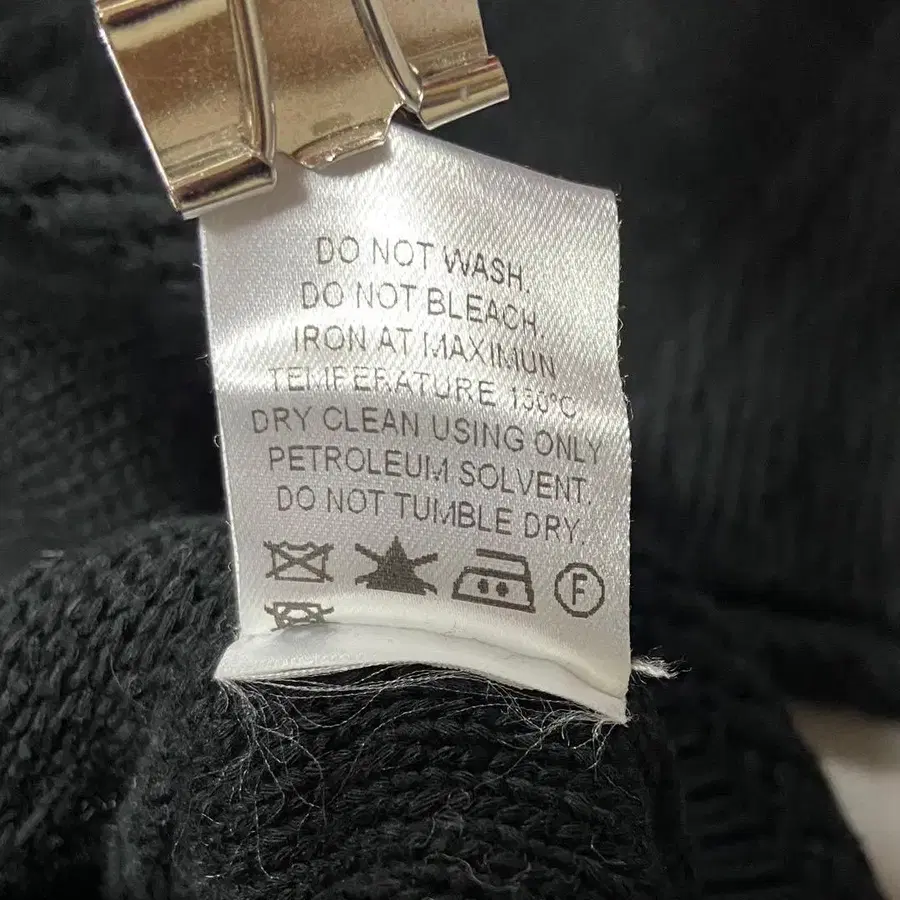 DO NOT WASH.
DO NOT BLEACH.
IRON AT MAXIMUN
TEMPERATURE 150°C
DRY CLEAN USING ONLY
PETROLEUM SOLVENT.
DO NOT TUMBLE DRY.
F